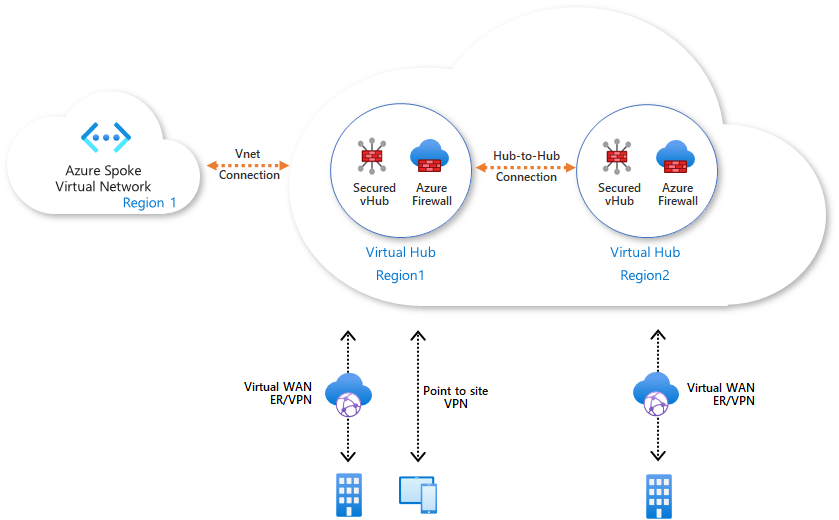 Azure Spoke
Virtual Network
Region 1
Vnet
Connection
Secured
vHub
Azure
Firewall
Virtual Hub
Region1
Hub-to-Hub
Connection
Secured
vHub
Azure
Firewall
Virtual Hub
Region2
Virtual WAN
ER/VPN
Point to site
VPN
Virtual WAN
ER/VPN